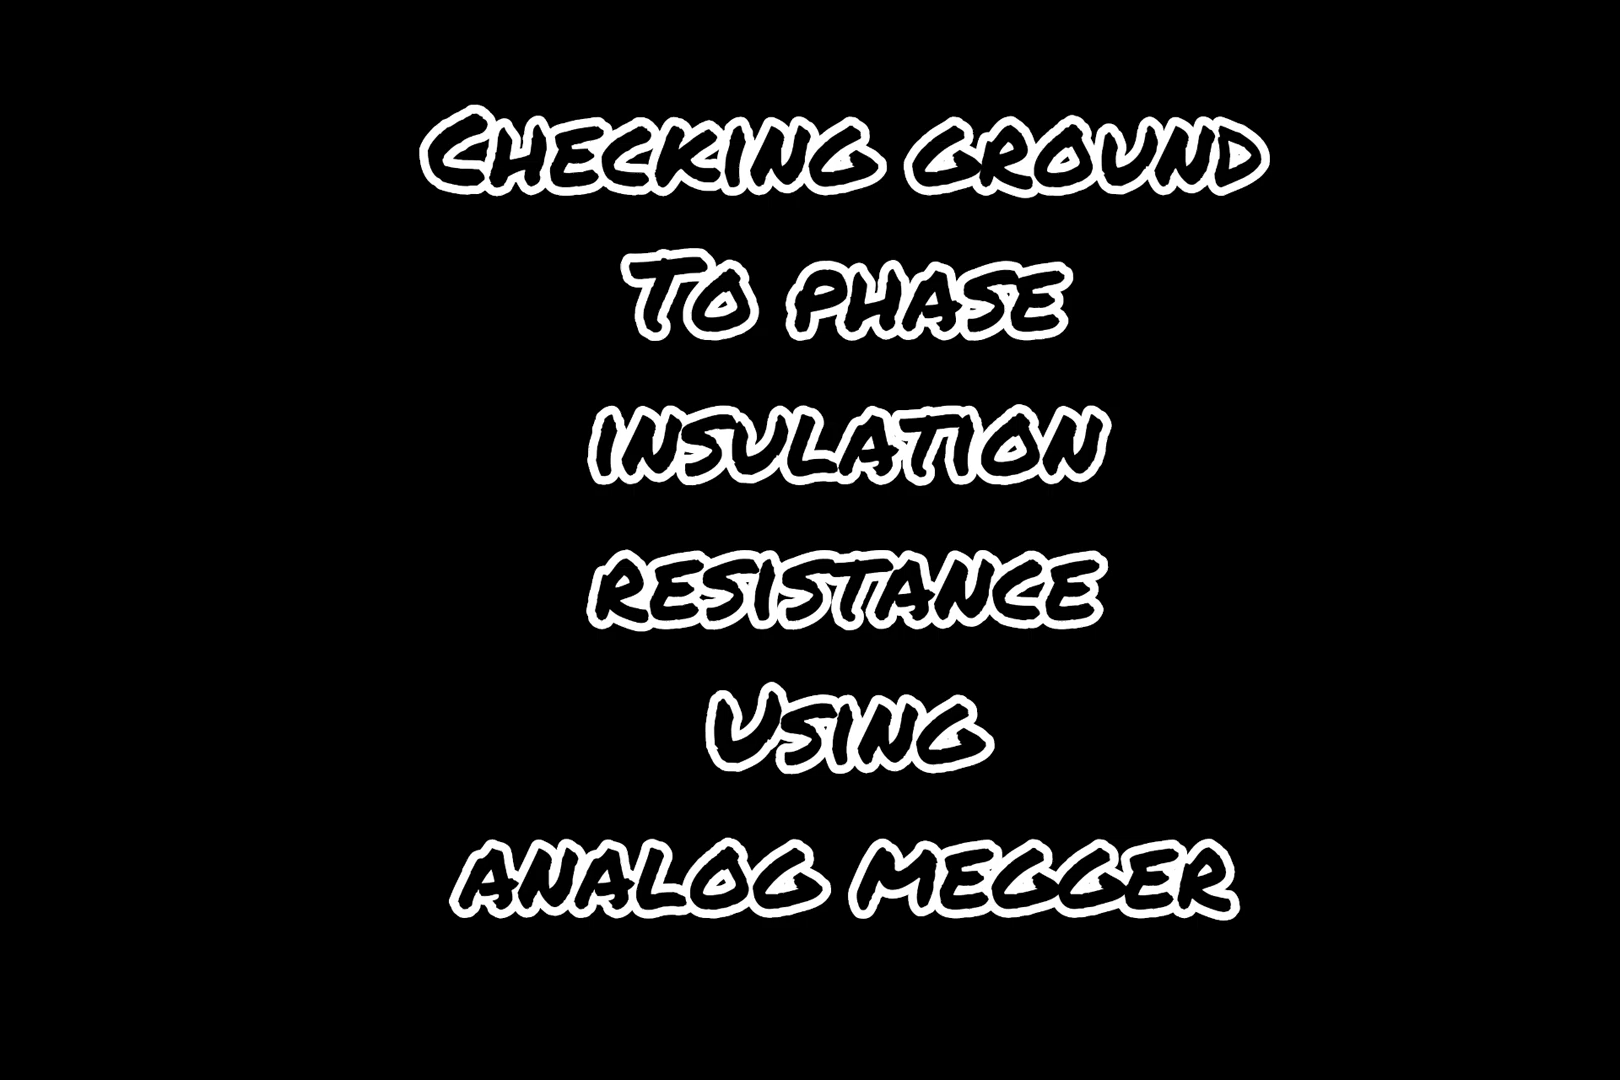 Checking ground
To phase
insulation
resistance
Using
analog megger